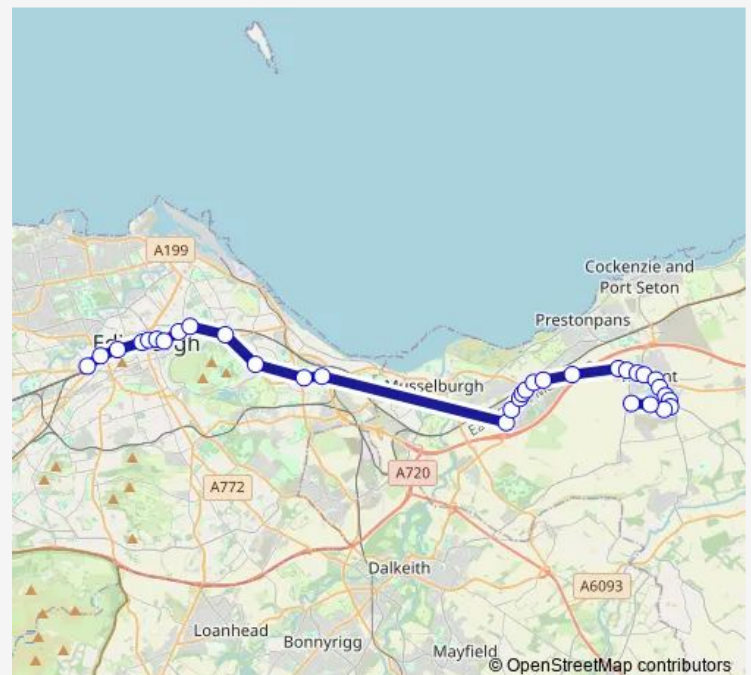 A199
Cockenzie and
Port Seton
Prestonpans
Musselburgh
A720
A772
Dalkeith
A6093
Loanhead
Bonnyrigg
Mayfield
© OpenStreetMap contributors